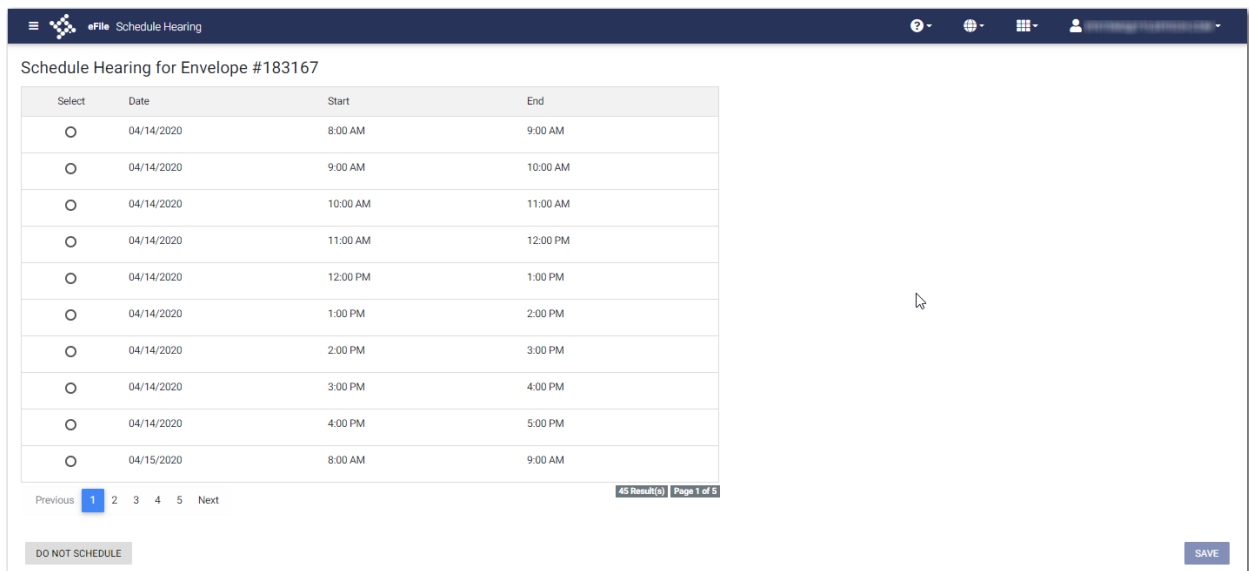 eFile Schedule Hearing
Schedule Hearing for Envelope #183167
Select Date Start End
04/14/2020 8:00 AM 9:00 AM
04/14/2020 9:00 AM 10:00 AM
04/14/2020 10:00 AM 11:00 AM
04/14/2020 11:00 AM 12:00 PM
04/14/2020 12:00 PM 1:00 PM
04/14/2020 1:00 PM 2:00 PM
04/14/2020 2:00 PM 3:00 PM
04/14/2020 3:00 PM 4:00 PM
04/14/2020 4:00 PM 5:00 PM
04/15/2020 8:00 AM 9:00 AM
Previous 1 2 3 4 5 Next 45 Result(s) Page 1 of 5
DO NOT SCHEDULE SAVE